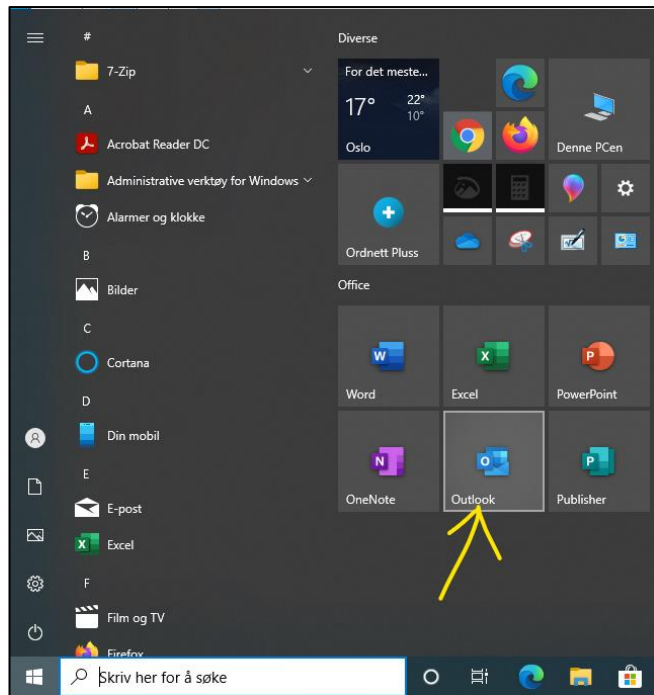 #
7-Zip
A
Acrobat Reader DC
Administrative verktøy for Windows
Alarmer og klokke
B
Bilder
C
Cortana
D
Din mobil
E
E-post
Excel
F
Film og TV
Firefox
Skriv her for å søke
Diverse
For det meste...
17° 22°
10°
Oslo
Denne PCen
Ordnett Pluss
Office
Word
Excel
PowerPoint
OneNote
Outlook
Publisher